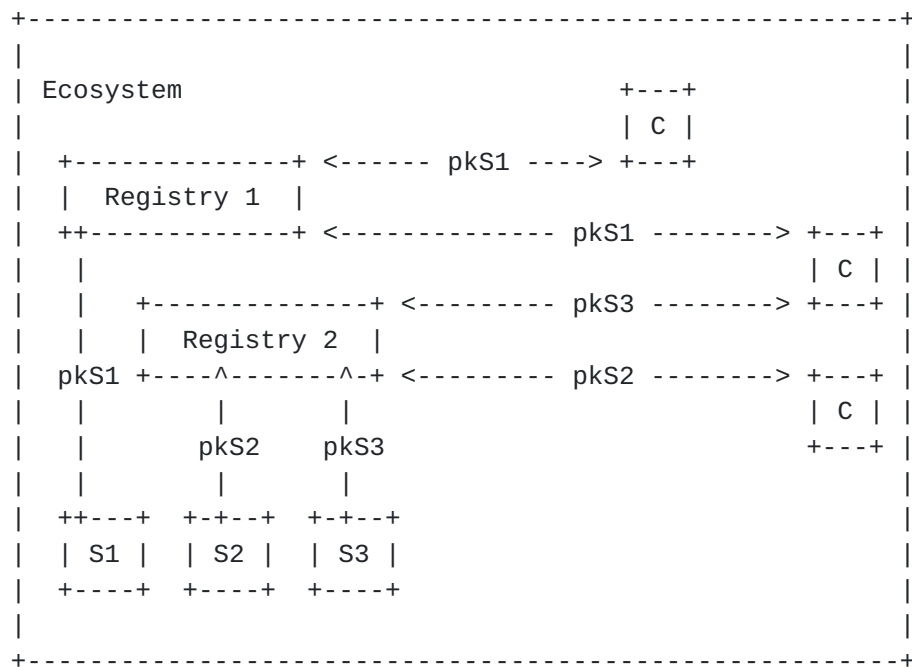 Ecosystem
C
pkS1
Registry 1
pkS1
C
pkS3
Registry 2
pkS1 pkS2
C
pkS2 pkS3
S1 S2 S3